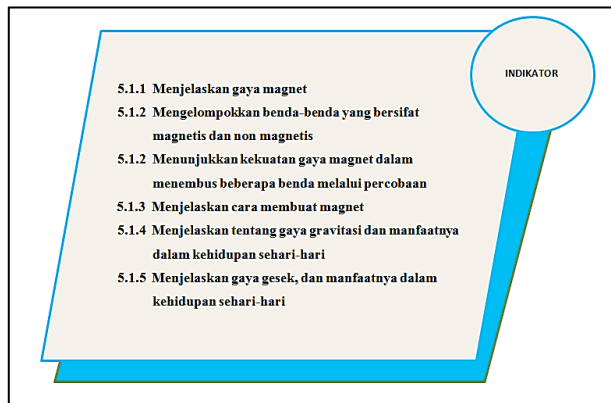 INDIKATOR
5.1.1 Menjelaskan gaya magnet
5.1.2 Mengelompokkan benda-benda yang bersifat
magnetis dan non magnetis
5.1.2 Menunjukkan kekuatan gaya magnet dalam
menembus beberapa benda melalui percobaan
5.1.3 Menjelaskan cara membuat magnet
5.1.4 Menjelaskan tentang gaya gravitasi dan manfaatnya
dalam kehidupan sehari-hari
5.1.5 Menjelaskan gaya gesek, dan manfaatnya dalam
kehidupan sehari-hari